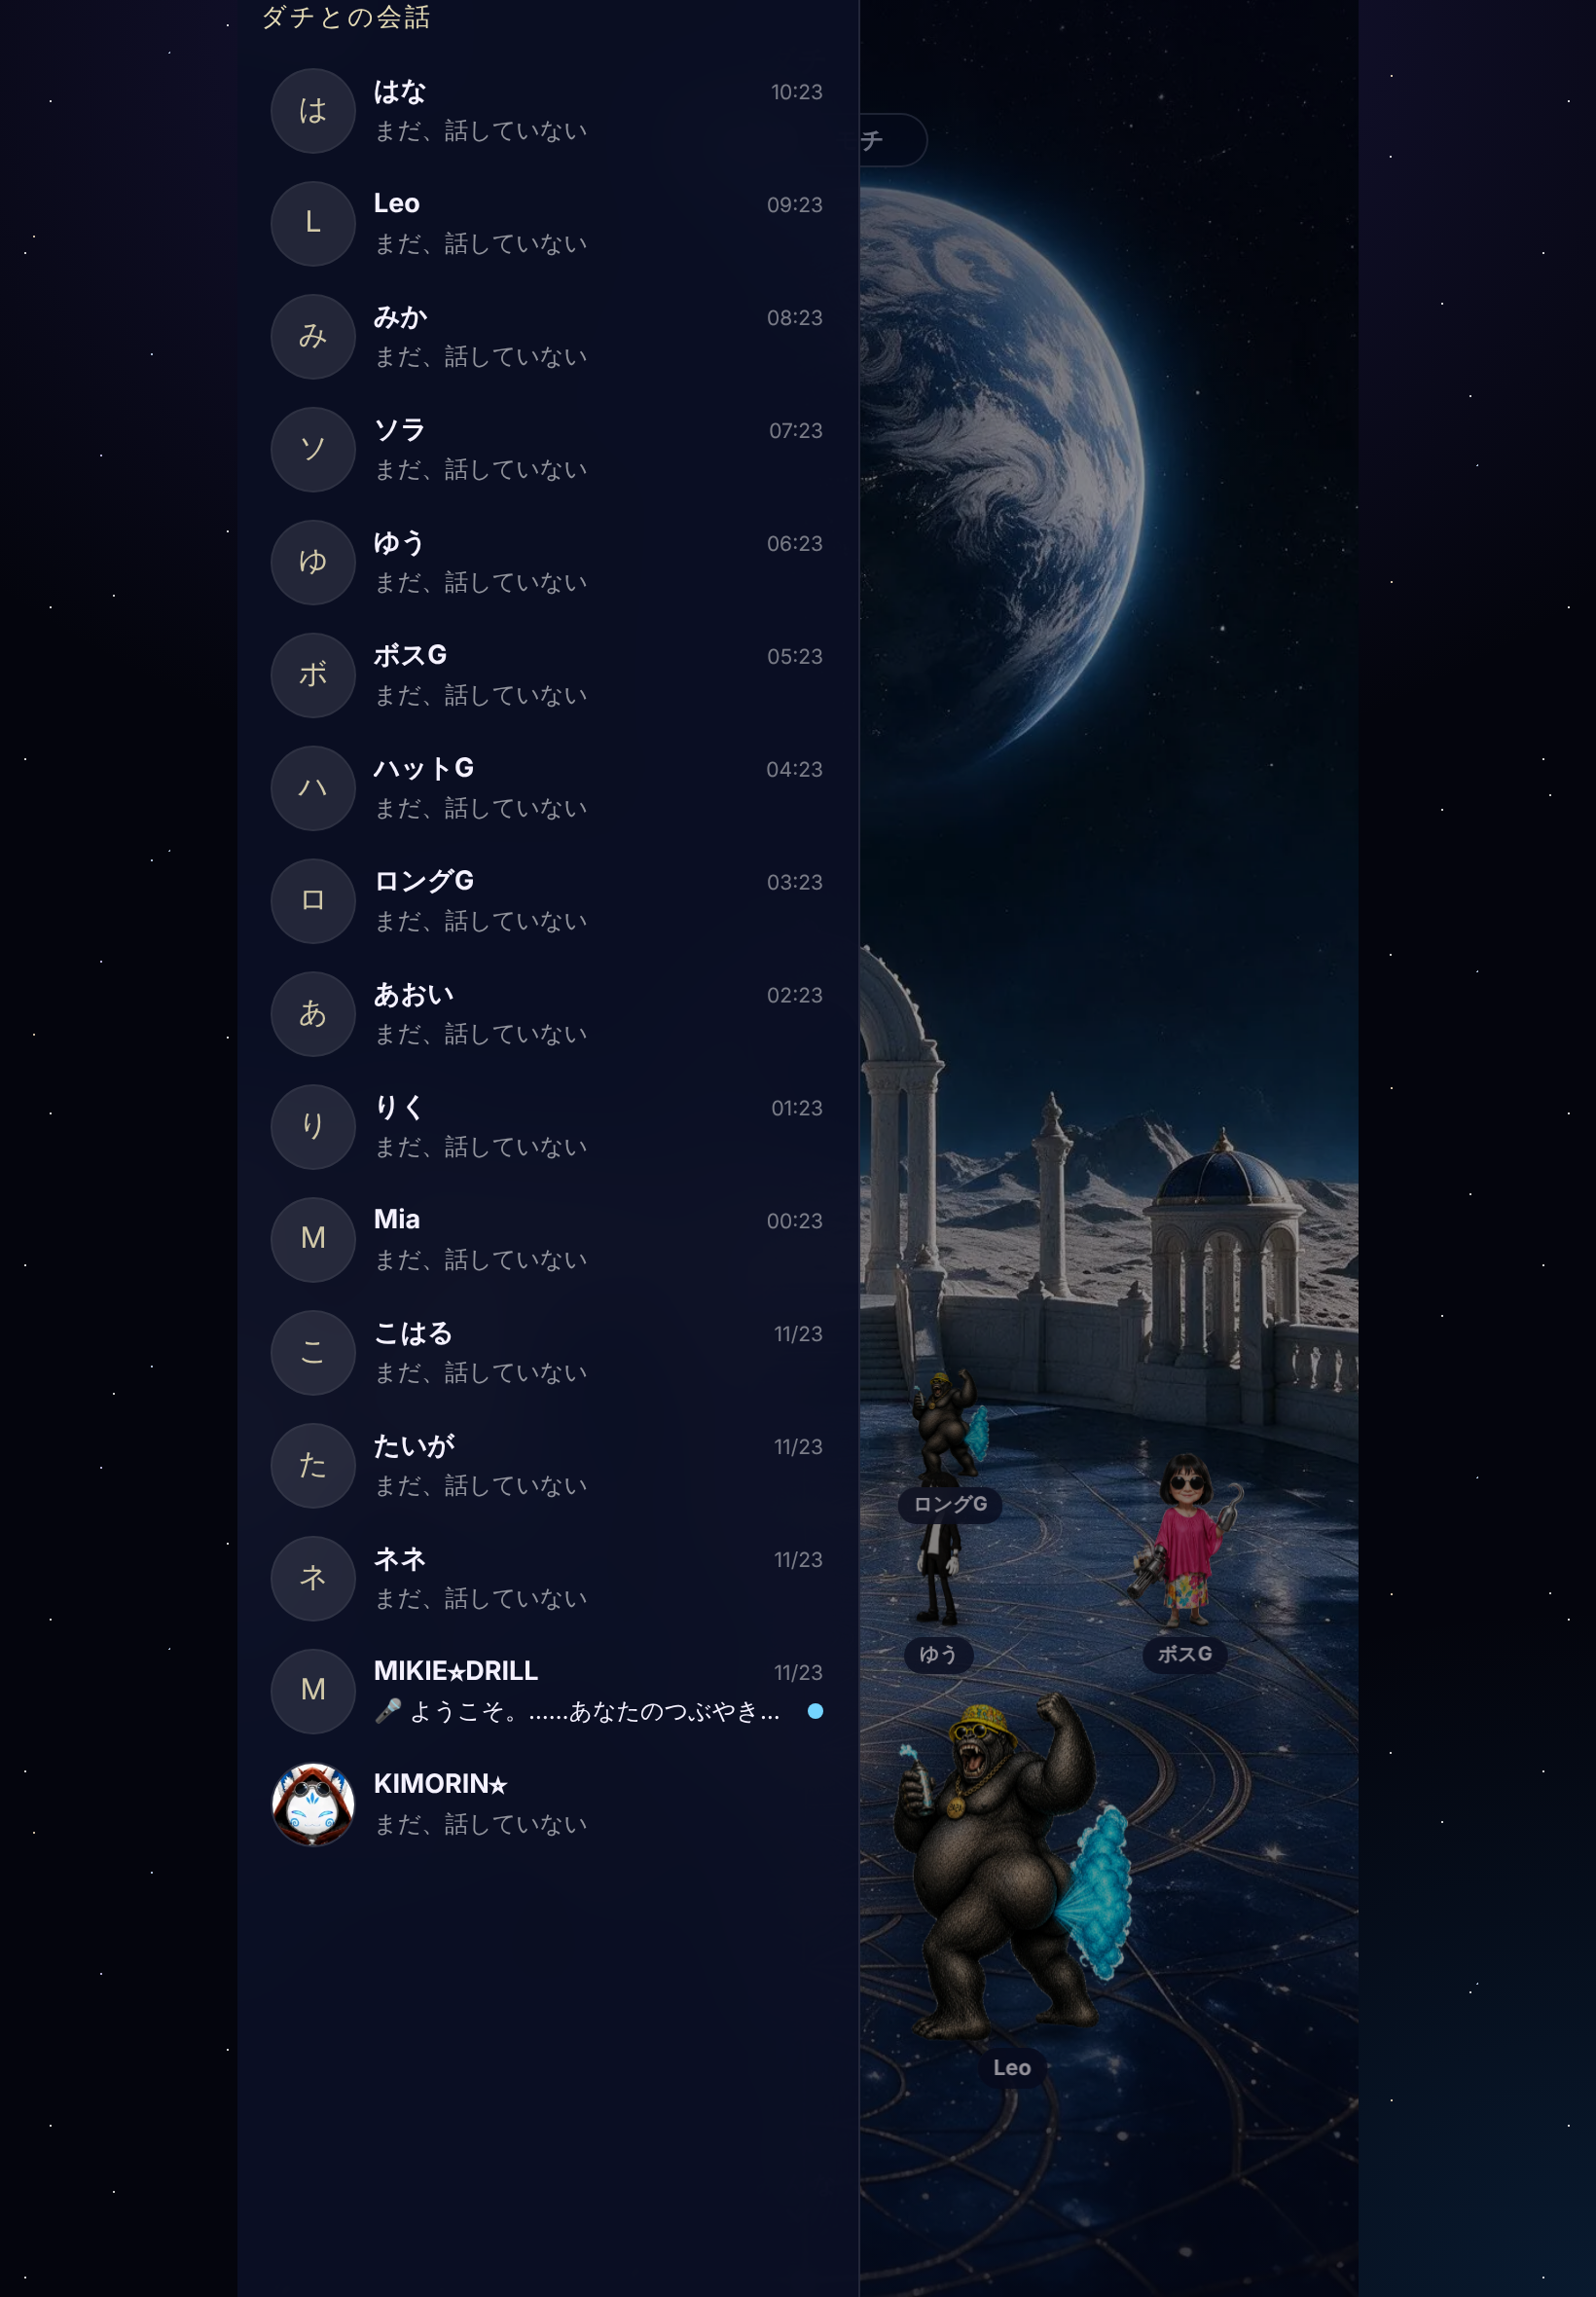 ダチとの会話
は
はな
10:23
まだ、話していない
チ
L
Leo
09:23
まだ、話していない
み
みか
08:23
まだ、話していない
ソ
ソラ
07:23
まだ、話していない
ゆ
ゆう
06:23
まだ、話していない
ボ
ボスG
05:23
まだ、話していない
ハ
ハットG
04:23
まだ、話していない
ロ
ロングG
03:23
まだ、話していない
あ
あおい
02:23
まだ、話していない
り
りく
01:23
まだ、話していない
M
Mia
00:23
まだ、話していない
こ
こはる
11/23
まだ、話していない
た
たいが
11/23
まだ、話していない
ネ
ネネ
11/23
まだ、話していない
M
MIKIE⭐︎DRILL
11/23
🎤 ようこそ。……あなたのつぶやき…
KIMORIN⭐︎
まだ、話していない
ロングG
ゆう
ボスG
Leo